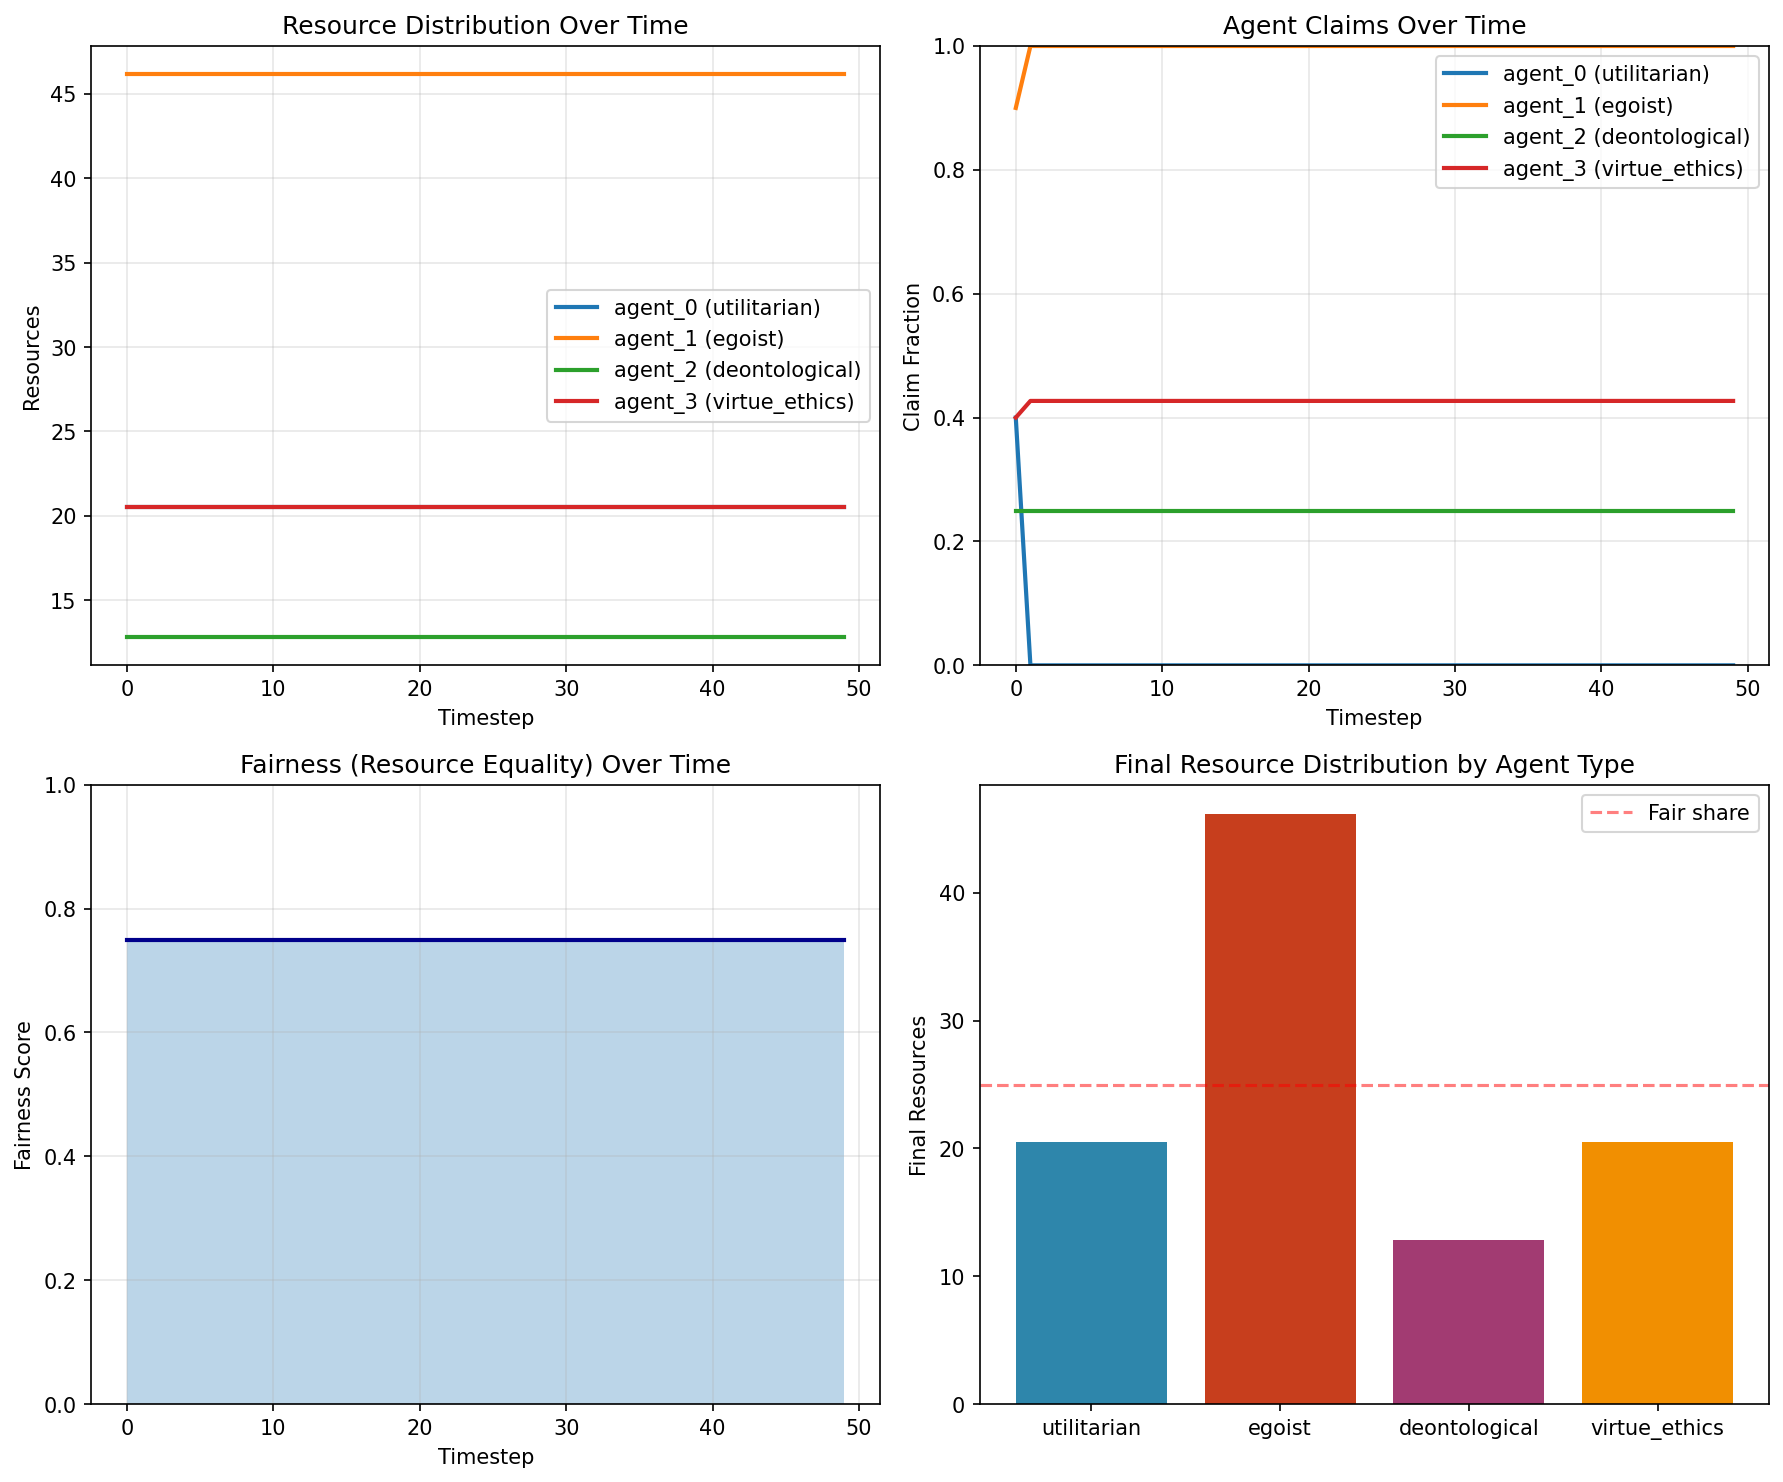 Resource Distribution Over Time
45
40
35
30
25
20
15
Resources
agent_0 (utilitarian)
agent_1 (egoist)
agent_2 (deontological)
agent_3 (virtue_ethics)
0 10 20 30 40 50
Timestep
Agent Claims Over Time
1.0
0.8
0.6
0.4
0.2
0.0
Claim Fraction
agent_0 (utilitarian)
agent_1 (egoist)
agent_2 (deontological)
agent_3 (virtue_ethics)
0 10 20 30 40 50
Timestep
Fairness (Resource Equality) Over Time
1.0
0.8
0.6
0.4
0.2
0.0
Fairness Score
0 10 20 30 40 50
Timestep
Final Resource Distribution by Agent Type
Fair share
40
30
20
10
0
Final Resources
utilitarian egoist deontological virtue_ethics